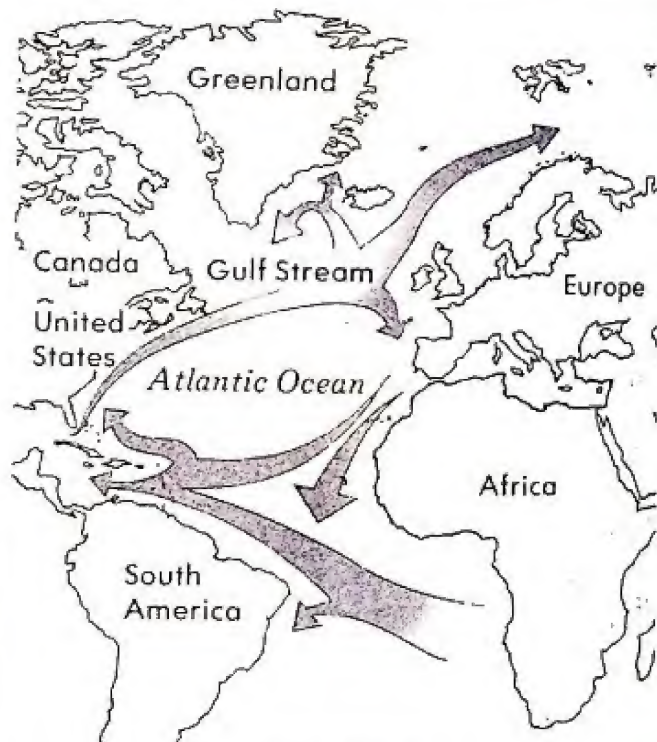 Greenland
Canada
Gulf Stream
Europe
United
States
Atlantic Ocean
Africa
South
America